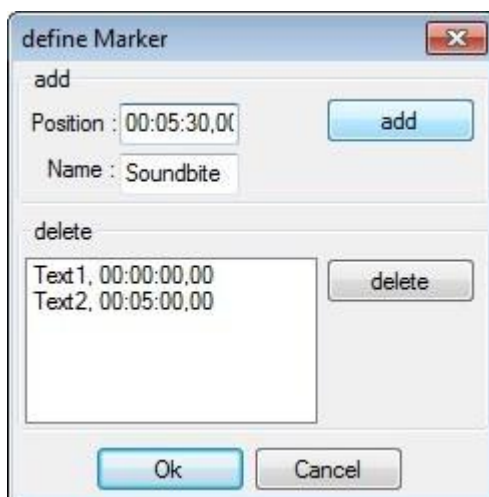 define Marker
add
Position : 00:05:30,00
add
Name : Soundbite
delete
Text1, 00:00:00,00
Text2, 00:05:00,00
delete
Ok
Cancel